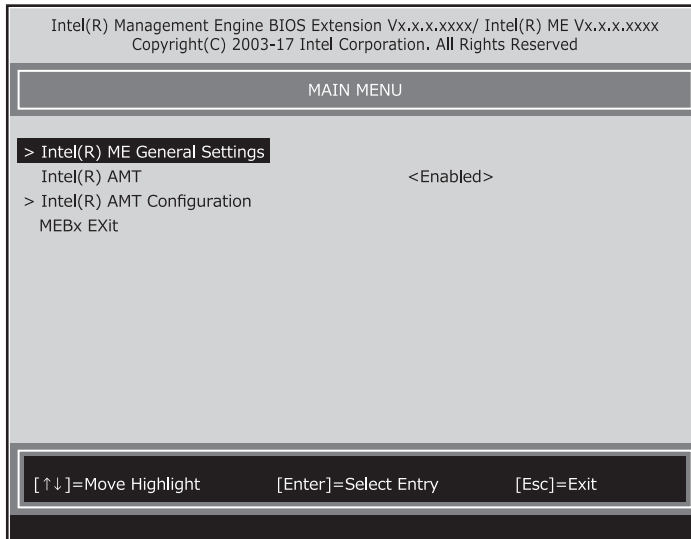 Intel(R) Management Engine BIOS Extension Vx.x.x.xxxx/ Intel(R) ME Vx.x.x.xxxx
Copyright(C) 2003-17 Intel Corporation. All Rights Reserved
MAIN MENU
> Intel(R) ME General Settings
Intel(R) AMT <Enabled>
> Intel(R) AMT Configuration
MEBx EXit
[↑↓]=Move Highlight [Enter]=Select Entry [Esc]=Exit